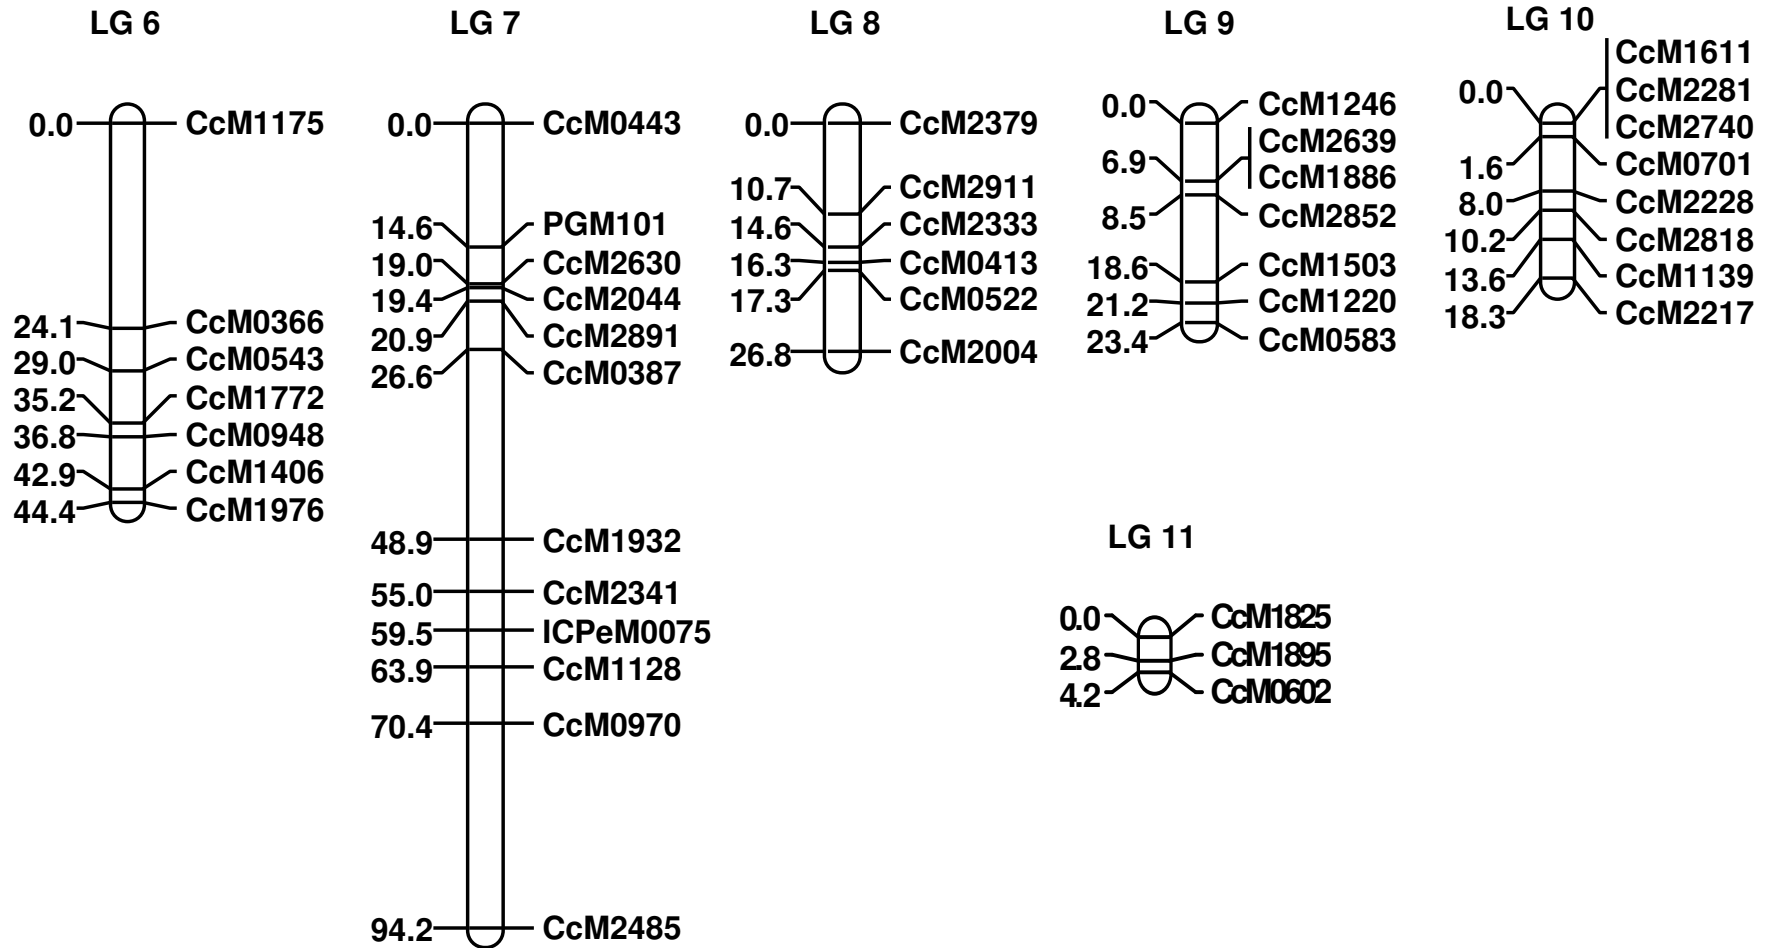 LG 6
0.0 CcM1175
24.1 CcM0366
29.0 CcM0543
35.2 CcM1772
36.8 CcM0948
42.9 CcM1406
44.4 CcM1976
LG 7
0.0 CcM0443
14.6 PGM101
19.0 CcM2630
19.4 CcM2044
20.9 CcM2891
26.6 CcM0387
48.9 CcM1932
55.0 CcM2341
59.5 ICPeM0075
63.9 CcM1128
70.4 CcM0970
94.2 CcM2485
LG 8
0.0 CcM2379
10.7 CcM2911
14.6 CcM2333
16.3 CcM0413
17.3 CcM0522
26.8 CcM2004
LG 9
0.0 CcM1246
6.9 CcM2639
CcM1886
8.5 CcM2852
18.6 CcM1503
21.2 CcM1220
23.4 CcM0583
LG 10
CcM1611
0.0 CcM2281
CcM2740
1.6 CcM0701
8.0 CcM2228
10.2 CcM2818
13.6 CcM1139
18.3 CcM2217
LG 11
0.0 CcM1825
2.8 CcM1895
4.2 CcM0602